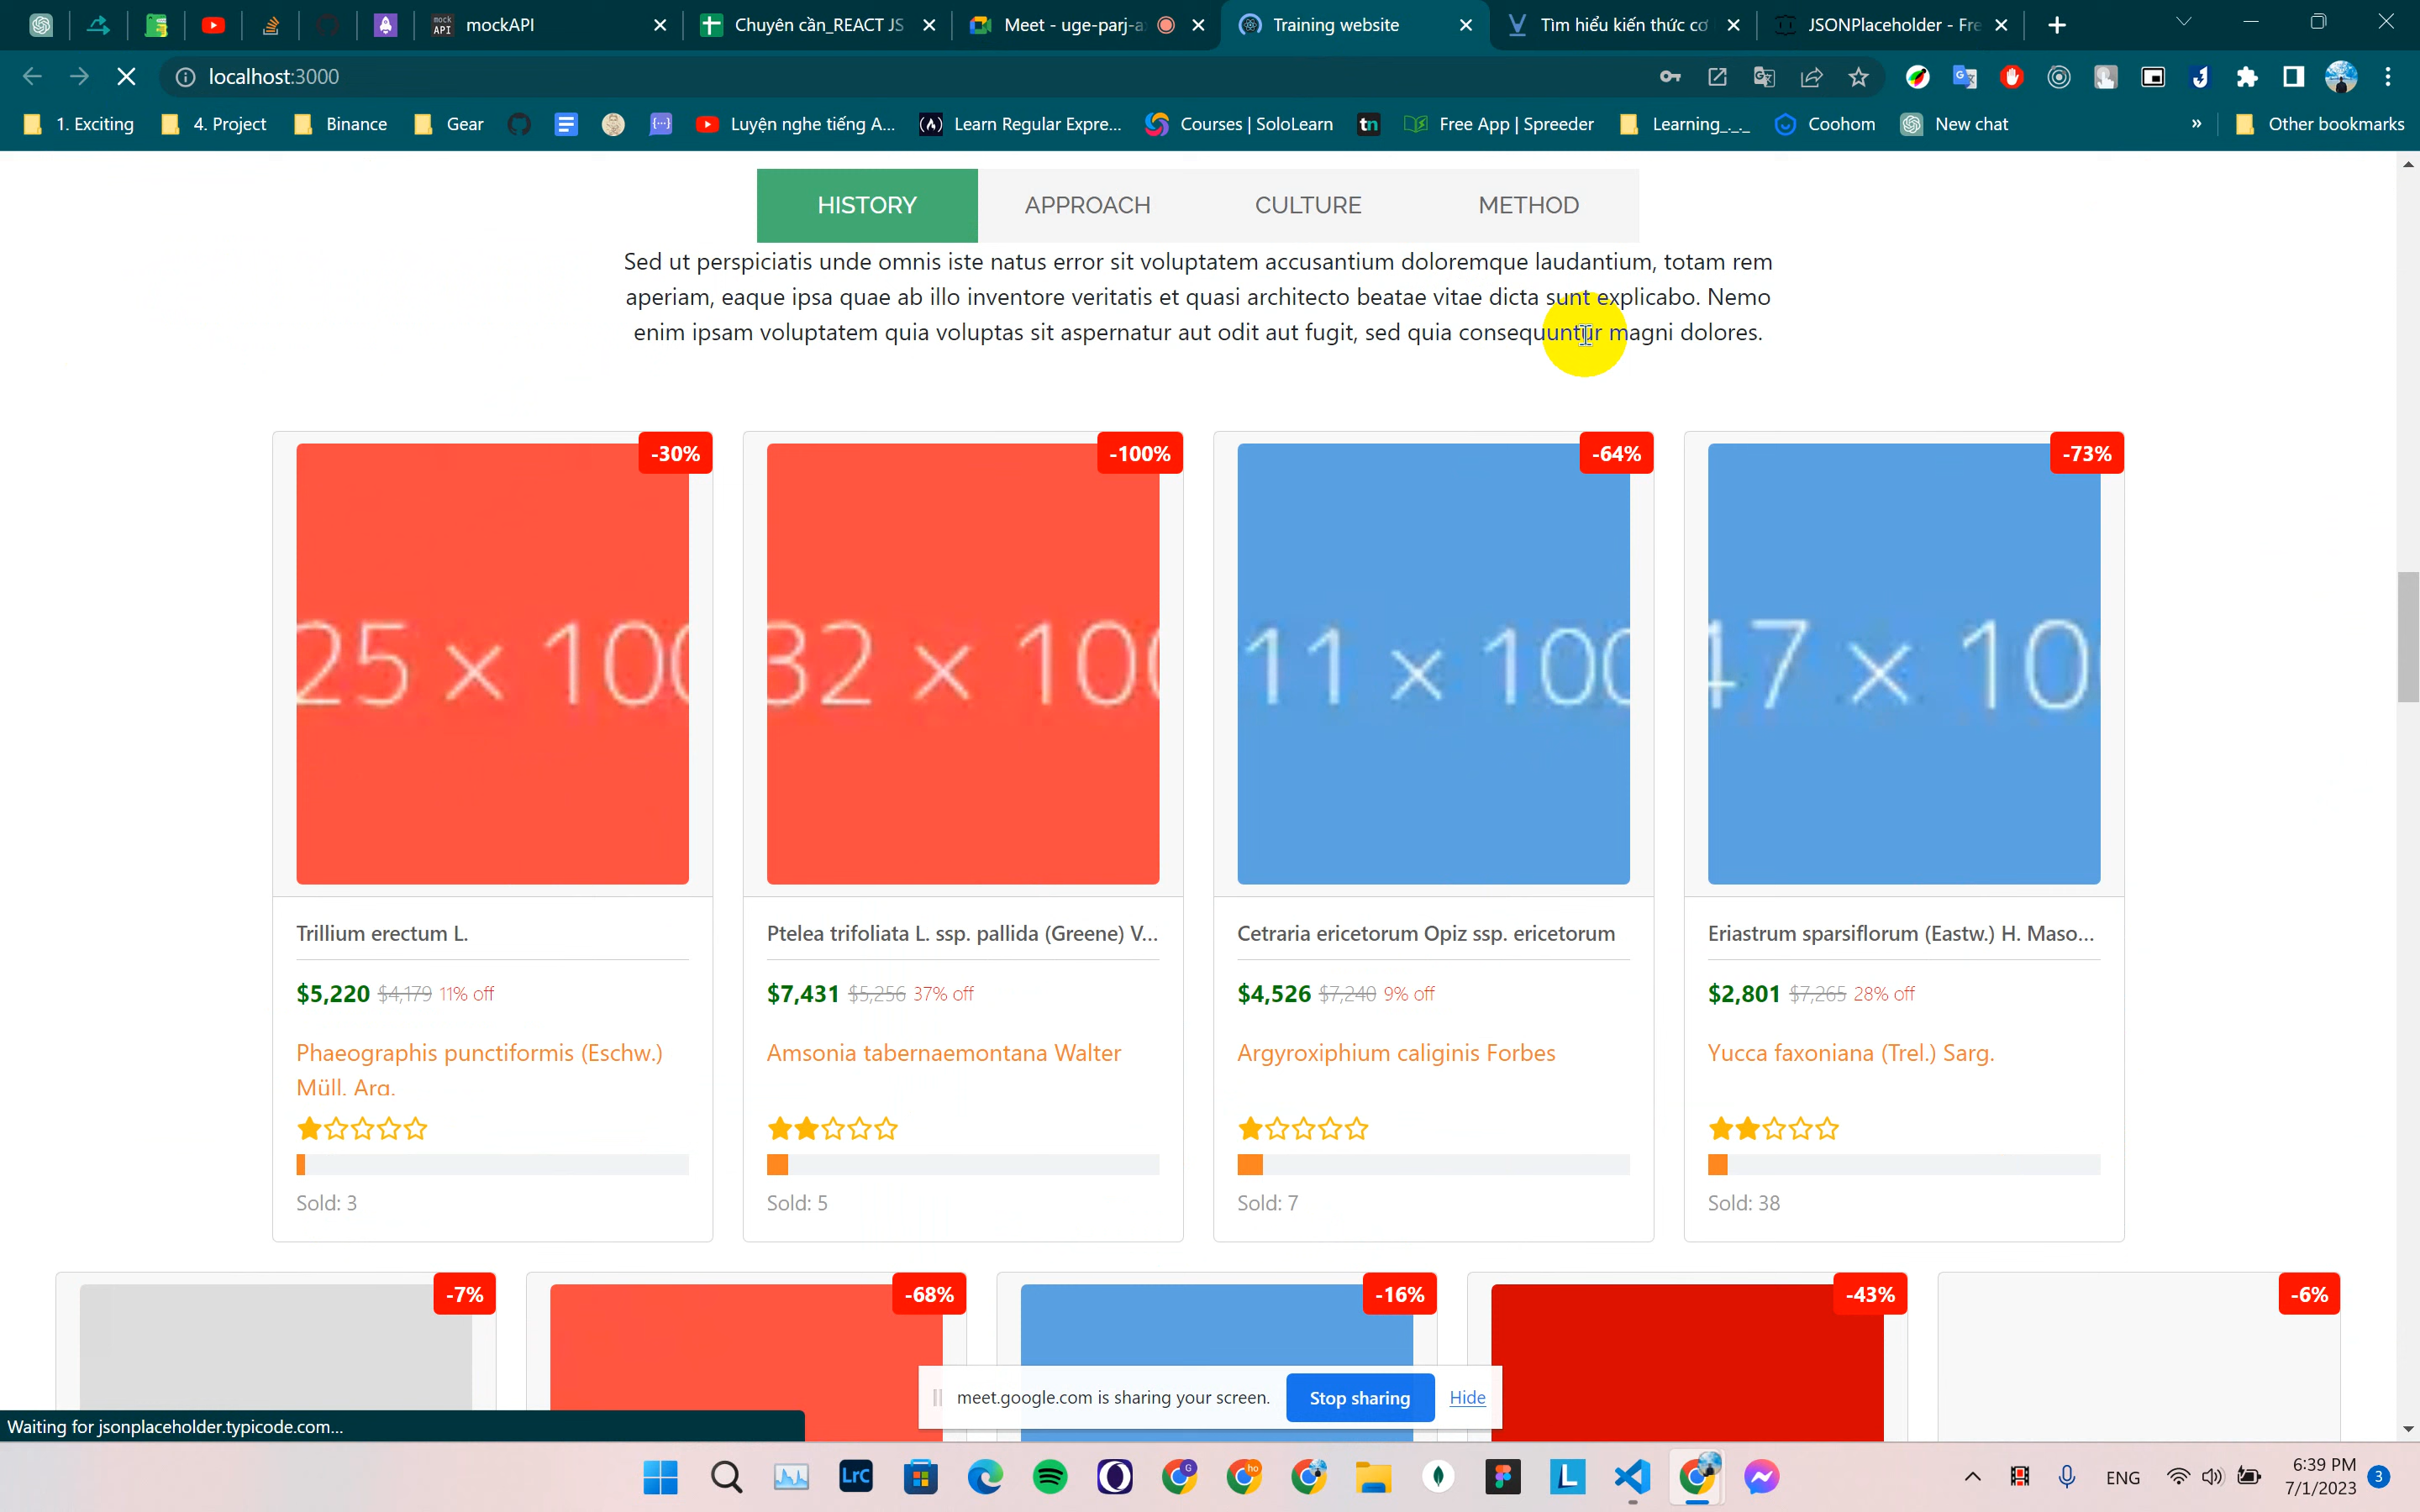 mockAPI
Chuyên cần_REACT JS
Meet - uge-parj-a
Training website
Tìm hiểu kiến thức cơ
JSONPlaceholder - Fre
localhost:3000
1. Exciting
4. Project
Binance
Gear
Luyện nghe tiếng A...
Learn Regular Expre...
Courses | SoloLearn
tn
Free App | Spreeder
Learning_._._
Coohom
New chat
»
Other bookmarks
HISTORY
APPROACH
CULTURE
METHOD
Sed ut perspiciatis unde omnis iste natus error sit voluptatem accusantium doloremque laudantium, totam rem
aperiam, eaque ipsa quae ab illo inventore veritatis et quasi architecto beatae vitae dicta sunt explicabo. Nemo
enim ipsam voluptatem quia voluptas sit aspernatur aut odit aut fugit, sed quia consequuntur magni dolores.
-30%
-100%
-64%
-73%
25 × 100
32 × 100
11 × 100
47 × 10
Trillium erectum L.
Ptelea trifoliata L. ssp. pallida (Greene) V...
Cetraria ericetorum Opiz ssp. ericetorum
Eriastrum sparsiflorum (Eastw.) H. Maso...
$5,220 $4,179 11% off
$7,431 $5,256 37% off
$4,526 $7,240 9% off
$2,801 $7,265 28% off
Phaeographis punctiformis (Eschw.)
Müll. Arg.
Amsonia tabernaemontana Walter
Argyroxiphium caliginis Forbes
Yucca faxoniana (Trel.) Sarg.
Sold: 3
Sold: 5
Sold: 7
Sold: 38
-7%
-68%
-16%
-43%
-6%
meet.google.com is sharing your screen.
Stop sharing
Hide
Waiting for jsonplaceholder.typicode.com...
LrC
ENG
6:39 PM
7/1/2023
3